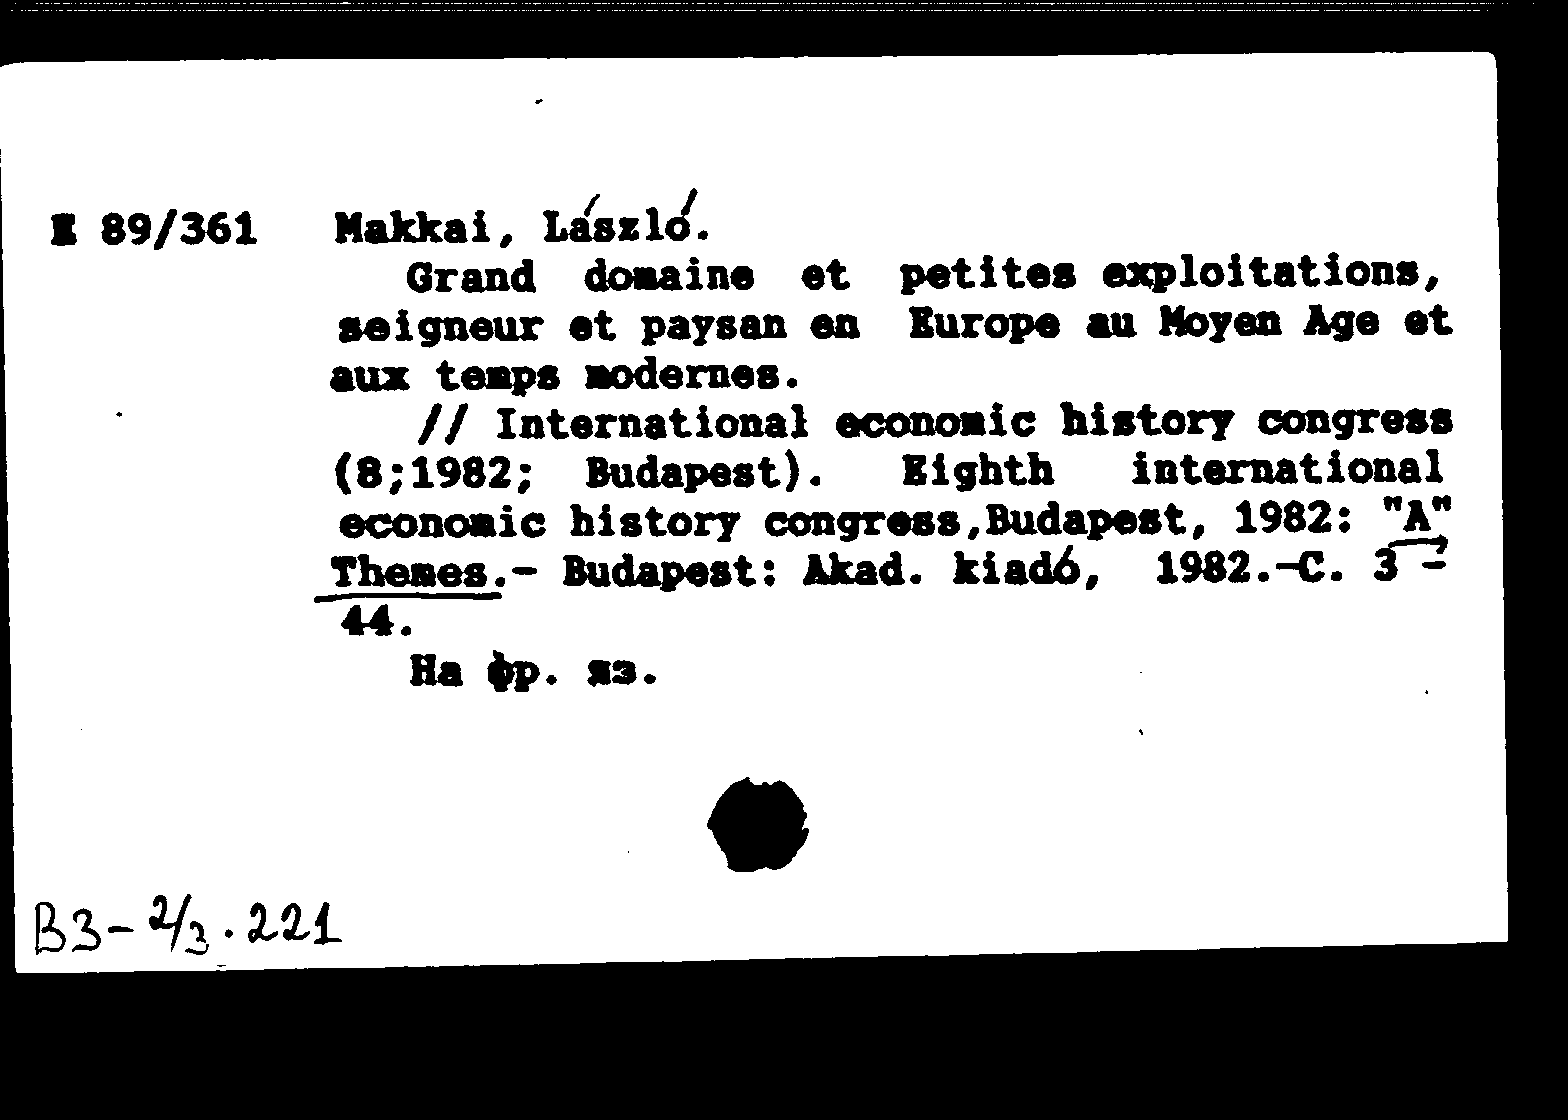 E 89/361 Makkai, László.
Grand domaine et petites exploitations,
seigneur et paysan en Europe au Moyen Age et
aux temps modernes.
// International economic history congress
(8;1982; Budapest). Eighth international
economic history congress,Budapest, 1982: "A"
Themes.- Budapest: Akad. kiadó, 1982.-С. 3 -
44.
На фр. яз.
B3-2/3.221